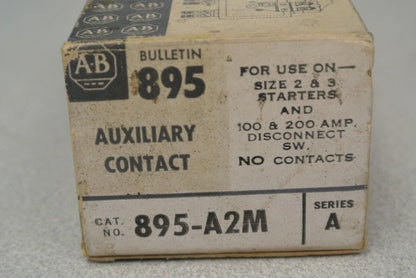 A-B
BULLETIN
895
AUXILIARY
CONTACT
FOR USE ON—
SIZE 2 & 3
STARTERS
AND
100 & 200 AMP.
DISCONNECT
SW.
NO CONTACTS
CAT.
NO.
895-A2M
SERIES
A